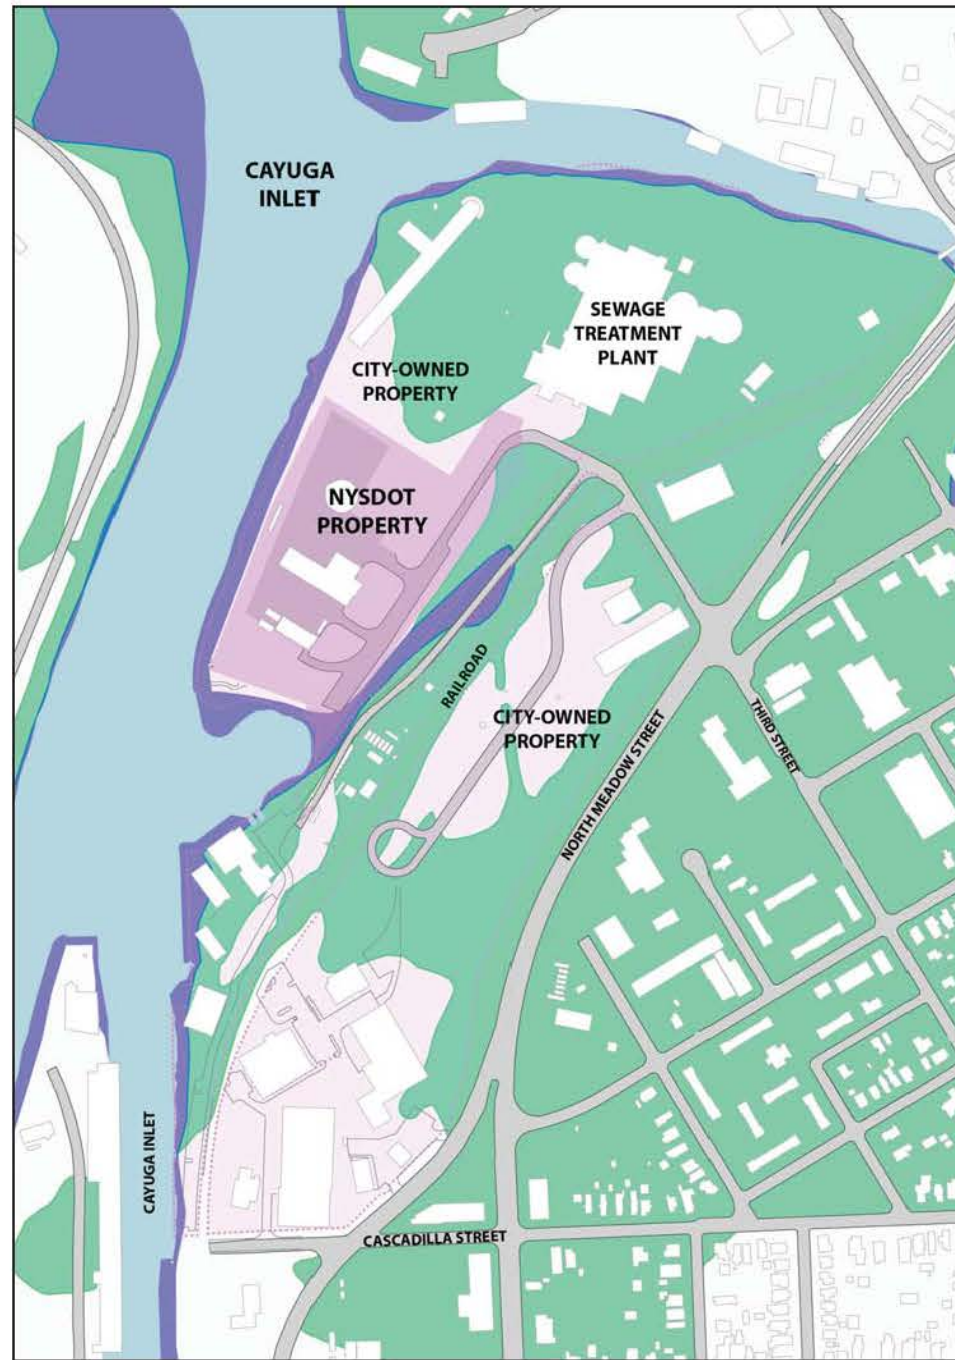 CAYUGA
INLET
SEWAGE
TREATMENT
PLANT
CITY-OWNED
PROPERTY
NYSDOT
PROPERTY
RAILROAD
CITY-OWNED
PROPERTY
NORTH MEADOW STREET
THIRD STREET
CAYUGA INLET
CASCADILLA STREET